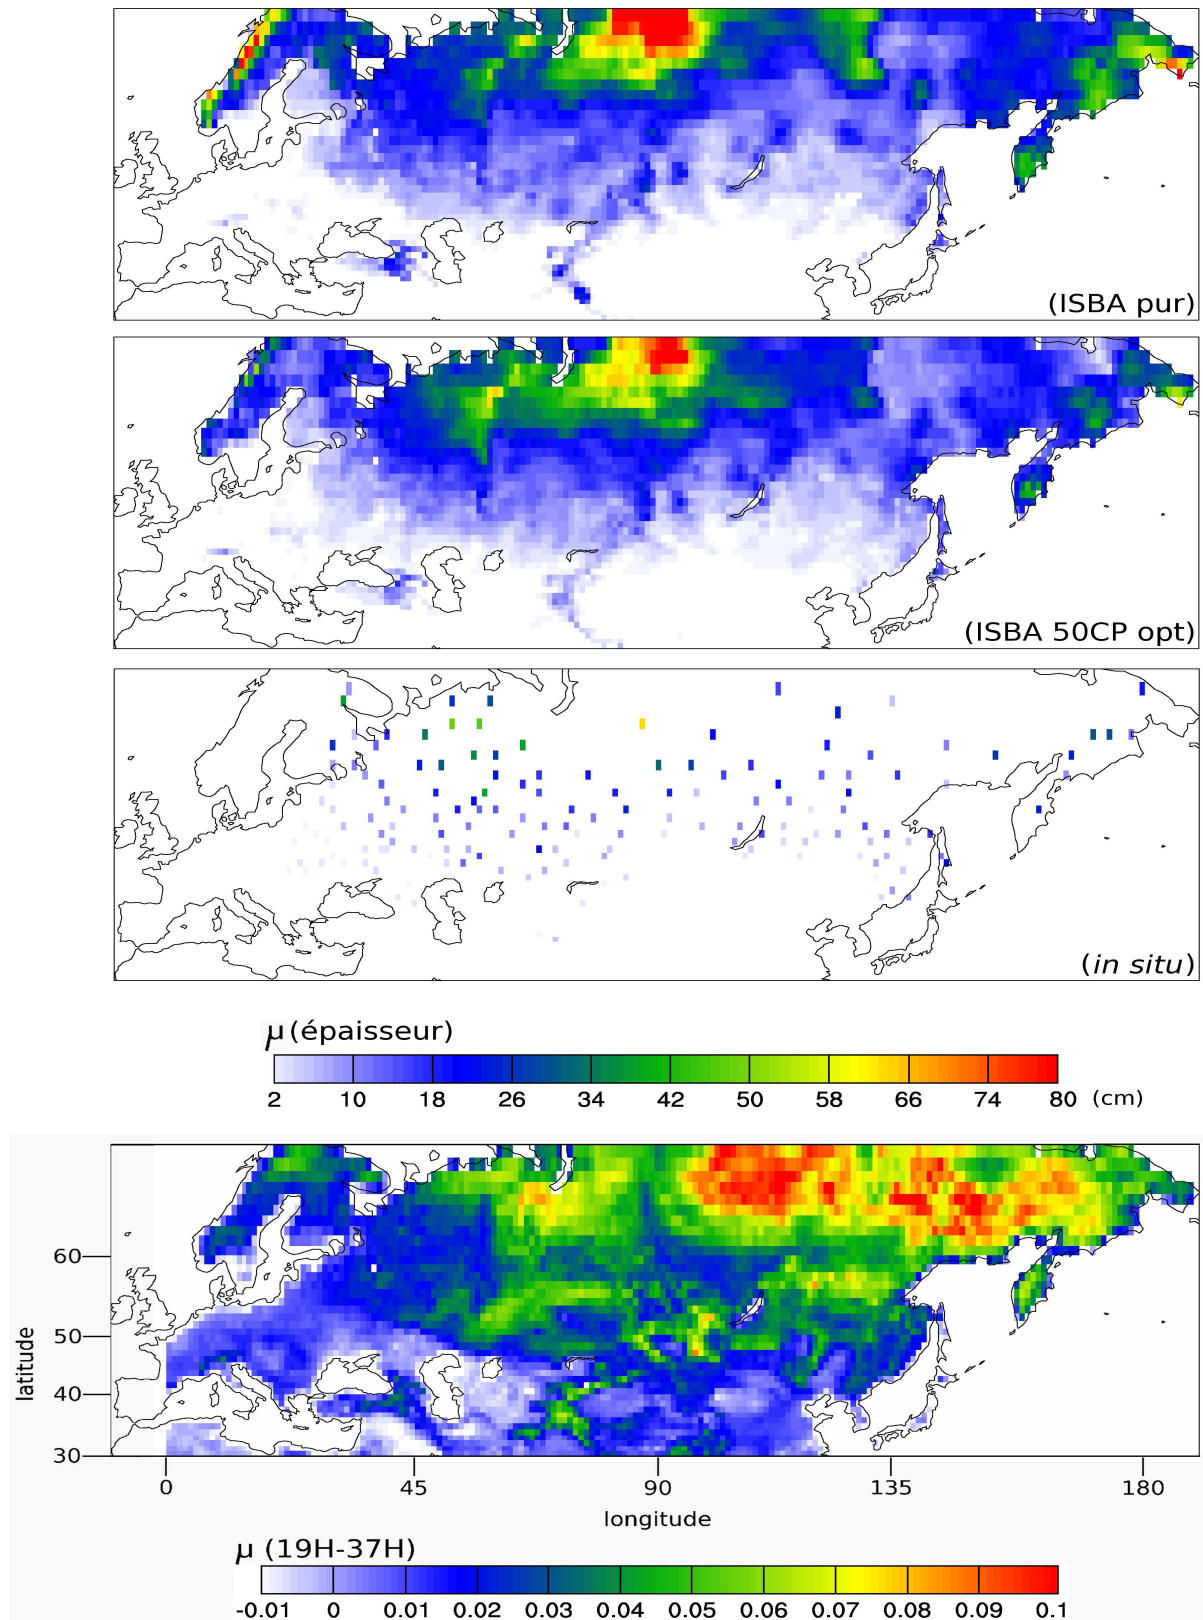 (ISBA pur)
(ISBA 50CP opt)
(in situ)
μ (épaisseur)
2 10 18 26 34 42 50 58 66 74 80 (cm)
60
50
40
30
latitude
0 45 90 135 180
longitude
μ (19H-37H)
-0.01 0 0.01 0.02 0.03 0.04 0.05 0.06 0.07 0.08 0.09 0.1